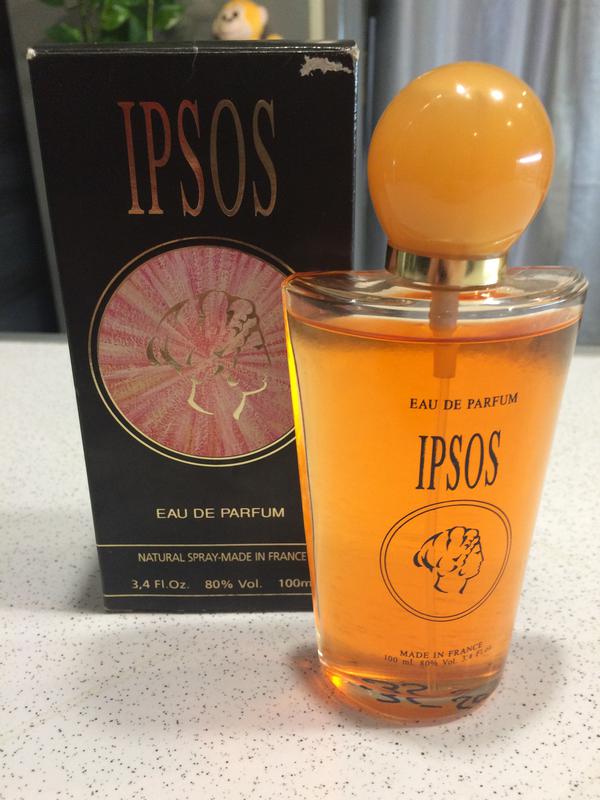 IPSOS
EAU DE PARFUM
NATURAL SPRAY-MADE IN FRANCE
3,4 Fl.Oz. 80% Vol. 100m
EAU DE PARFUM
IPSOS
MADE IN FRANCE
100 ml. 80% Vol. 3.4 Fl.Oz.